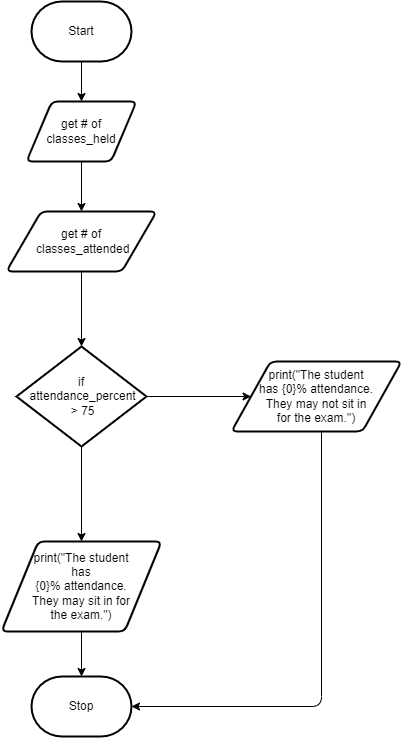 Start
get # of
classes_held
get # of
classes_attended
if
attendance_percent
> 75
print("The student
has {0}% attendance.
They may not sit in
for the exam.")
print("The student
has
{0}% attendance.
They may sit in for
the exam.")
Stop